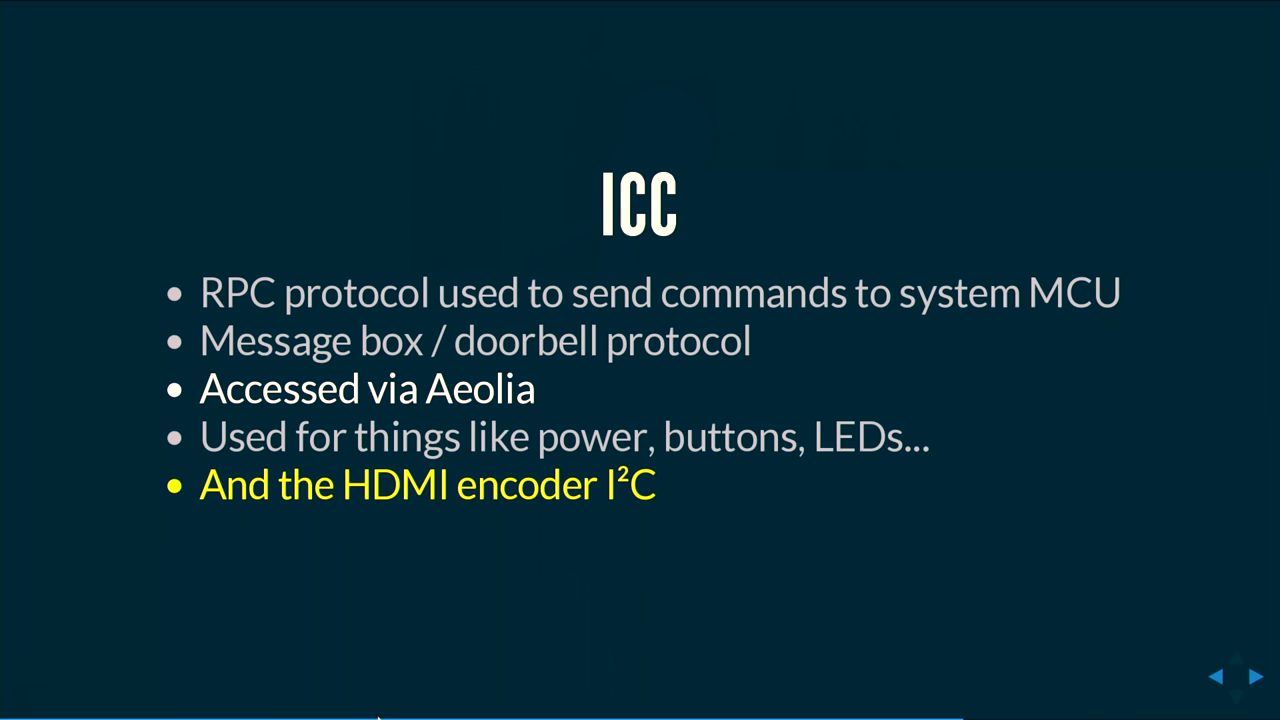 ICC
• RPC protocol used to send commands to system MCU
• Message box / doorbell protocol
• Accessed via Aeolia
• Used for things like power, buttons, LEDs...
• And the HDMI encoder I²C